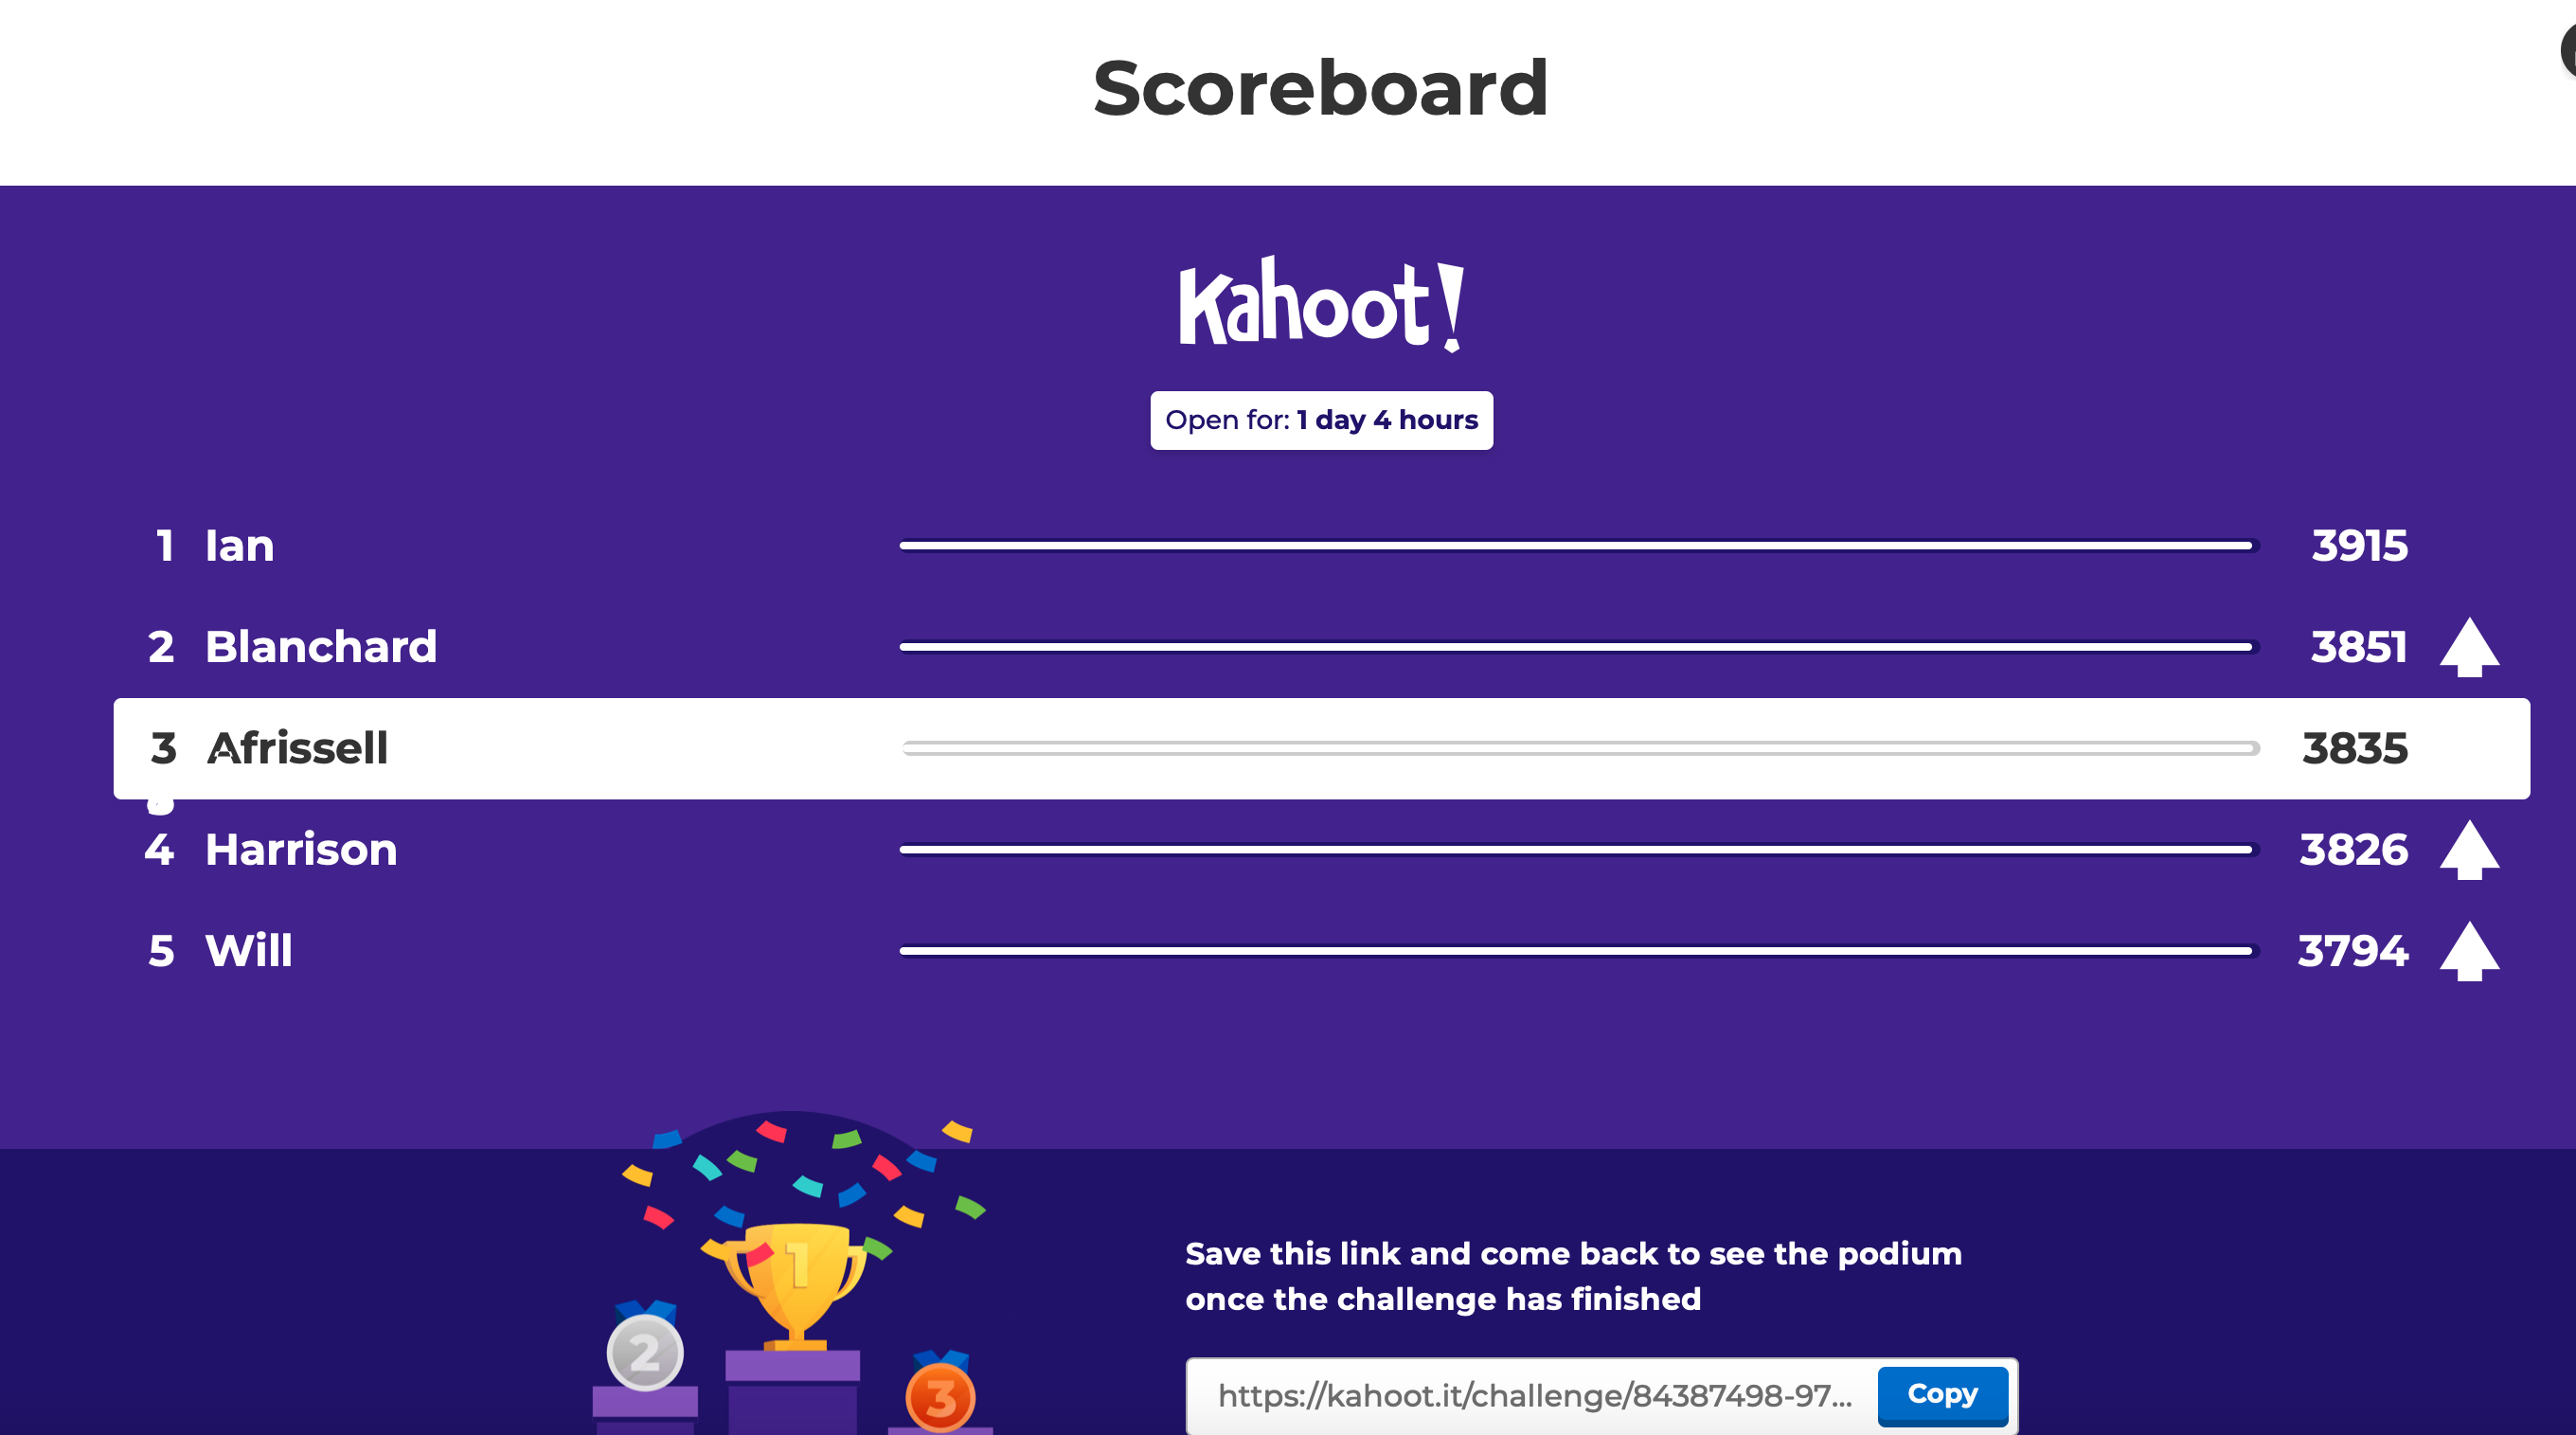 Scoreboard
Kahoot!
Open for: 1 day 4 hours
1 Ian 3915
2 Blanchard 3851
3 Afrissell 3835
4 Harrison 3826
5 Will 3794
1
2
3
Save this link and come back to see the podium
once the challenge has finished
https://kahoot.it/challenge/84387498-97... Copy